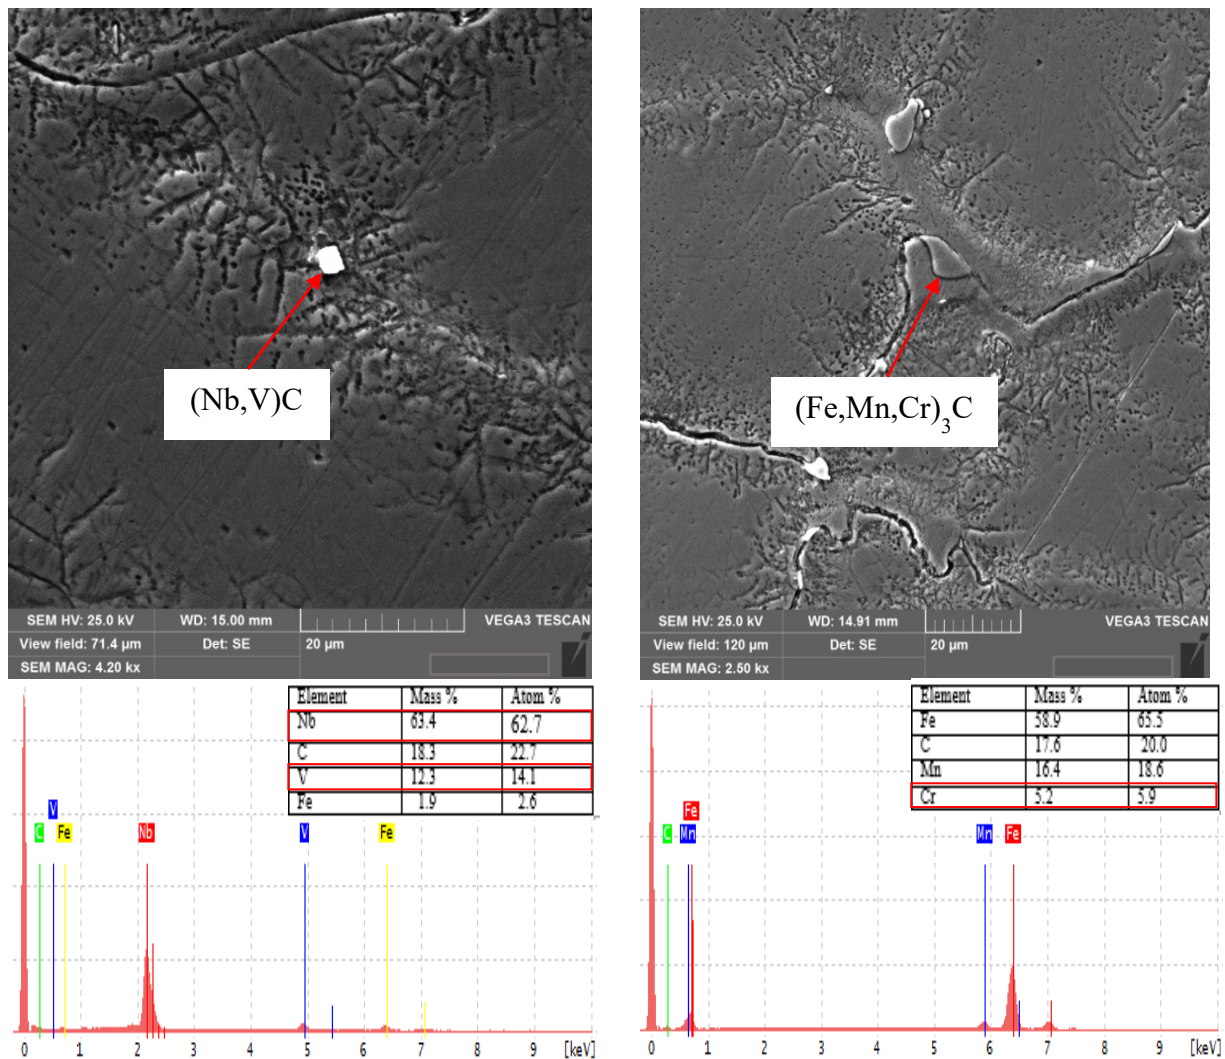 (Nb,V)C
SEM HV: 25.0 kV WD: 15.00 mm VEGA3 TESCAN
View field: 71.4 µm Det: SE 20 µm
SEM MAG: 4.20 kx
(Fe,Mn,Cr)3C
SEM HV: 25.0 kV WD: 14.91 mm VEGA3 TESCAN
View field: 120 µm Det: SE 20 µm
SEM MAG: 2.50 kx
Element Mass % Atom %
Nb 63.4 62.7
C 18.3 22.7
V 12.3 14.1
Fe 1.9 2.6
V
C Fe Nb V Fe
0 1 2 3 4 5 6 7 8 9 [keV]
Element Mass % Atom %
Fe 58.9 65.5
C 17.6 20.0
Mn 16.4 18.6
Cr 5.2 5.9
Fe
C Mn Mn Fe
0 1 2 3 4 5 6 7 8 9 [keV]